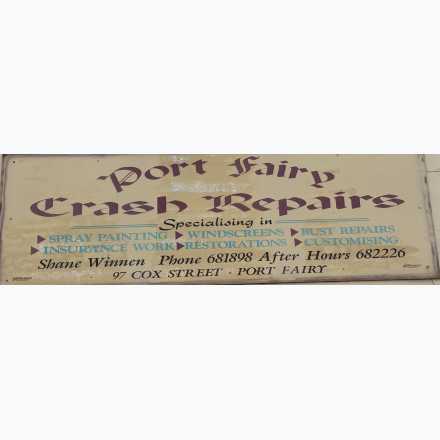 Port Fairy
Crash Repairs
Specialising in
SPRAY PAINTING WINDSCREENS RUST REPAIRS
INSURANCE WORK RESTORATIONS CUSTOMISING
Shane Winnen Phone 681898 After Hours 682226
97 COX STREET · PORT FAIRY